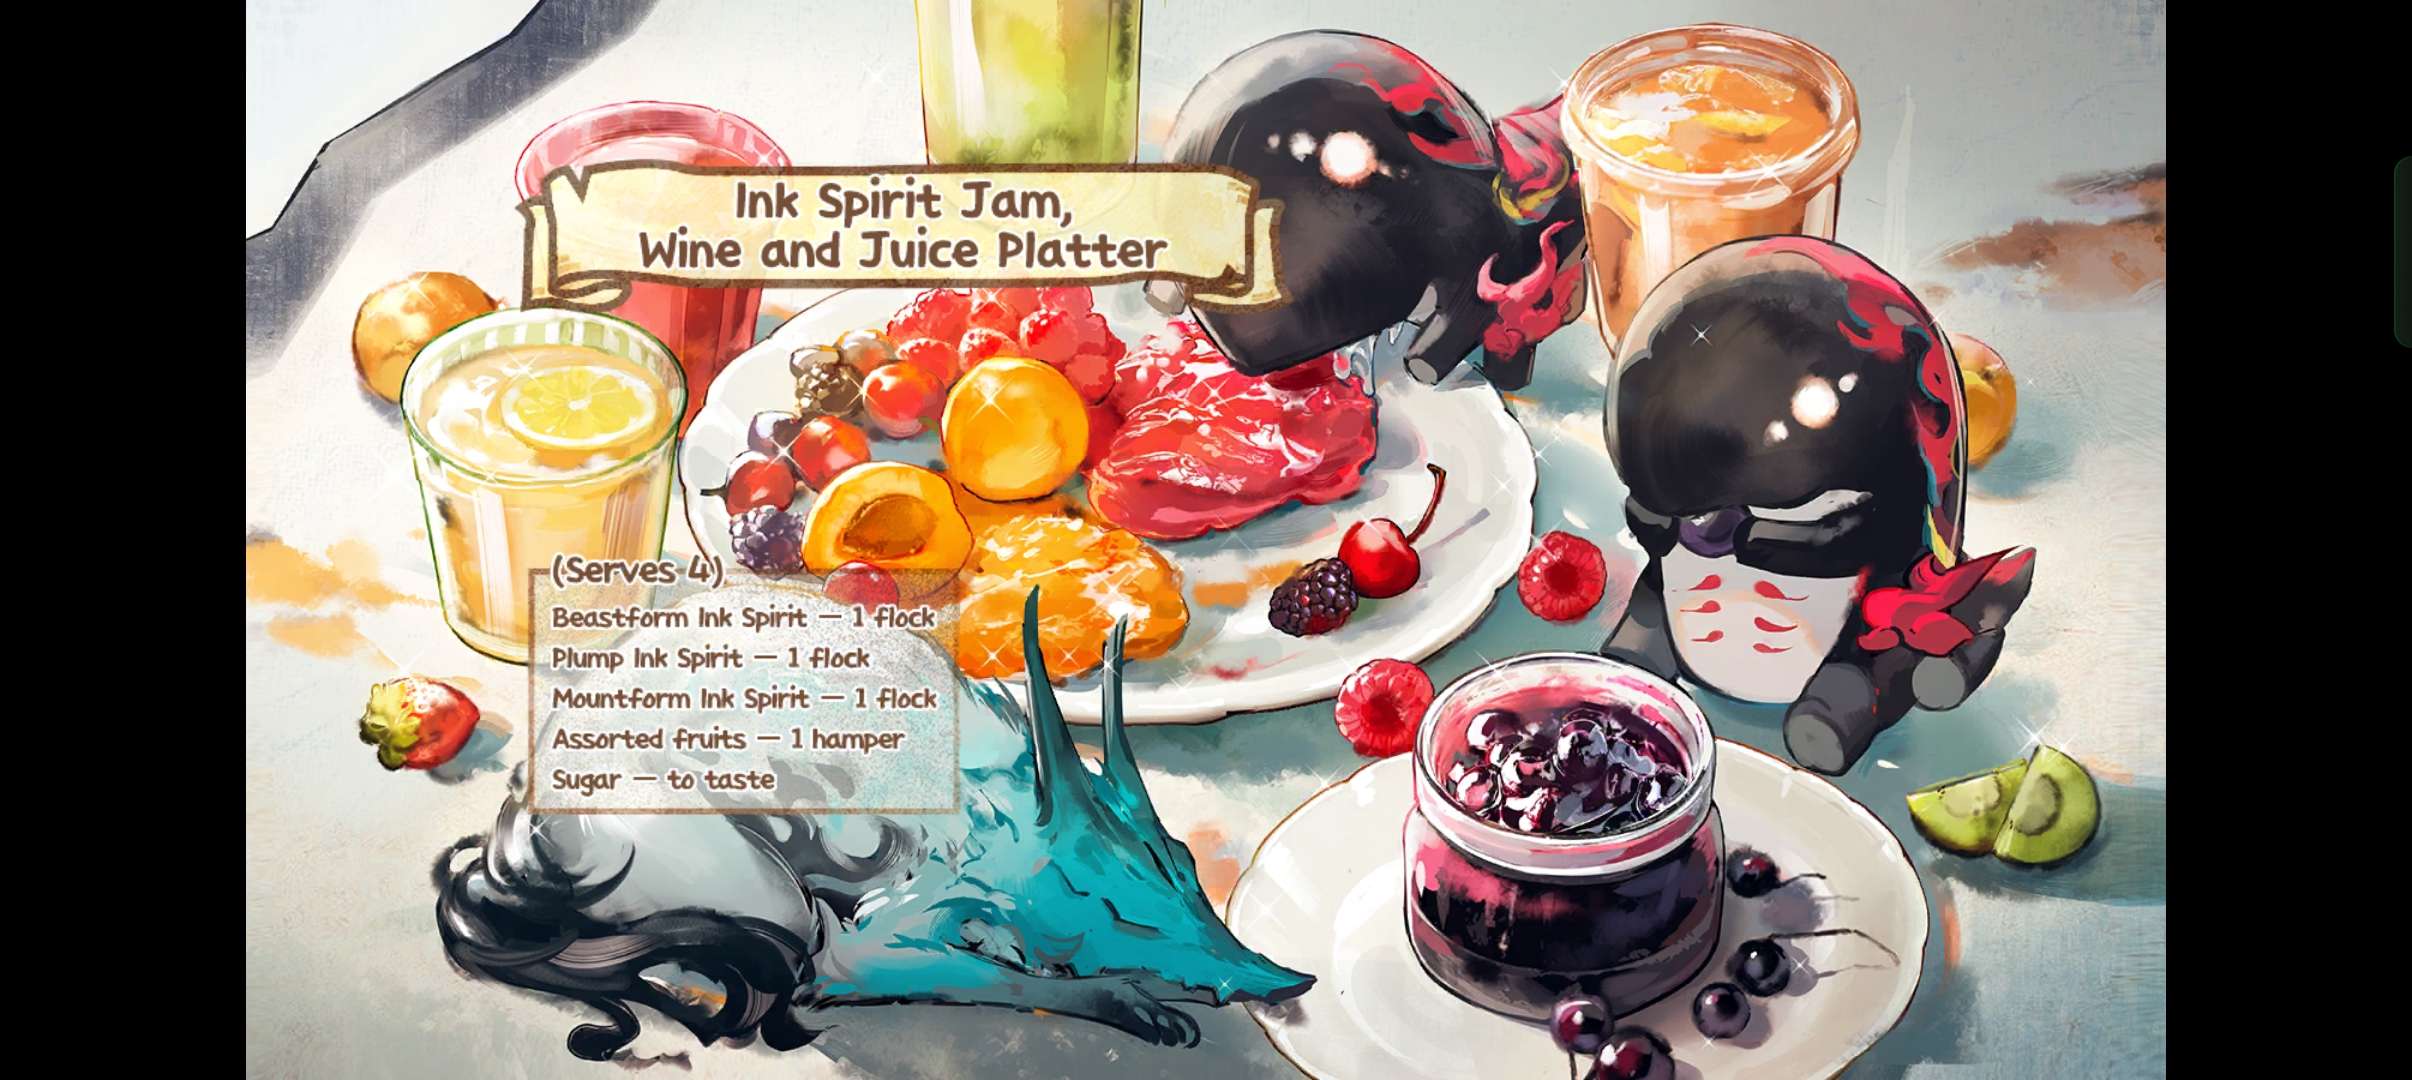 Ink Spirit Jam,
Wine and Juice Platter
(Serves 4)
Beastform Ink Spirit — 1 flock
Plump Ink Spirit — 1 flock
Mountform Ink Spirit — 1 flock
Assorted fruits — 1 hamper
Sugar — to taste